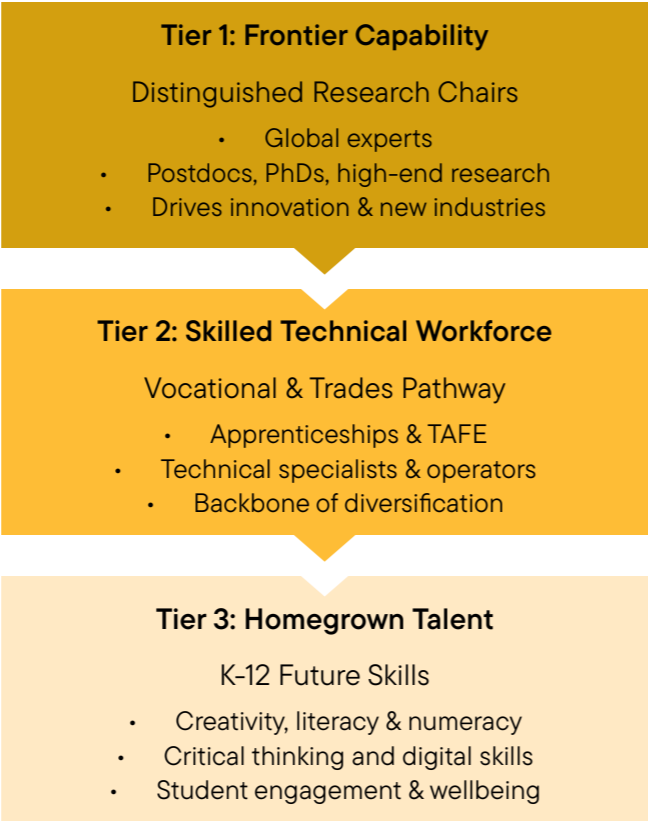 Tier 1: Frontier Capability
Distinguished Research Chairs
• Global experts
• Postdocs, PhDs, high-end research
• Drives innovation & new industries
Tier 2: Skilled Technical Workforce
Vocational & Trades Pathway
• Apprenticeships & TAFE
• Technical specialists & operators
• Backbone of diversification
Tier 3: Homegrown Talent
K-12 Future Skills
• Creativity, literacy & numeracy
• Critical thinking and digital skills
• Student engagement & wellbeing